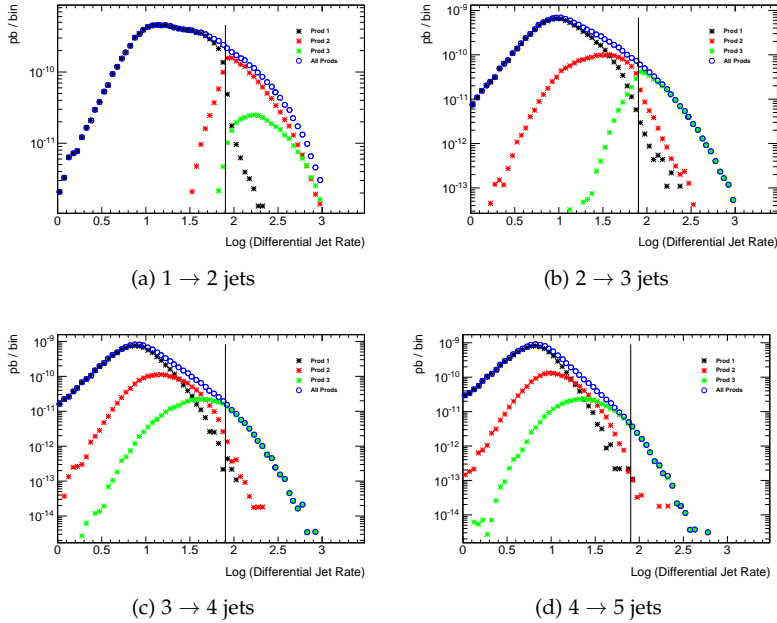 pb / bin
10⁻¹⁰
10⁻¹¹
Prod 1
Prod 2
Prod 3
All Prods
0 0.5 1 1.5 2 2.5 3
Log (Differential Jet Rate)
(a) 1 → 2 jets
pb / bin
10⁻⁹
10⁻¹⁰
10⁻¹¹
10⁻¹²
10⁻¹³
Prod 1
Prod 2
Prod 3
All Prods
0 0.5 1 1.5 2 2.5 3
Log (Differential Jet Rate)
(b) 2 → 3 jets
pb / bin
10⁻⁹
10⁻¹⁰
10⁻¹¹
10⁻¹²
10⁻¹³
10⁻¹⁴
Prod 1
Prod 2
Prod 3
All Prods
0 0.5 1 1.5 2 2.5 3
Log (Differential Jet Rate)
(c) 3 → 4 jets
pb / bin
10⁻⁹
10⁻¹⁰
10⁻¹¹
10⁻¹²
10⁻¹³
10⁻¹⁴
Prod 1
Prod 2
Prod 3
All Prods
0 0.5 1 1.5 2 2.5 3
Log (Differential Jet Rate)
(d) 4 → 5 jets